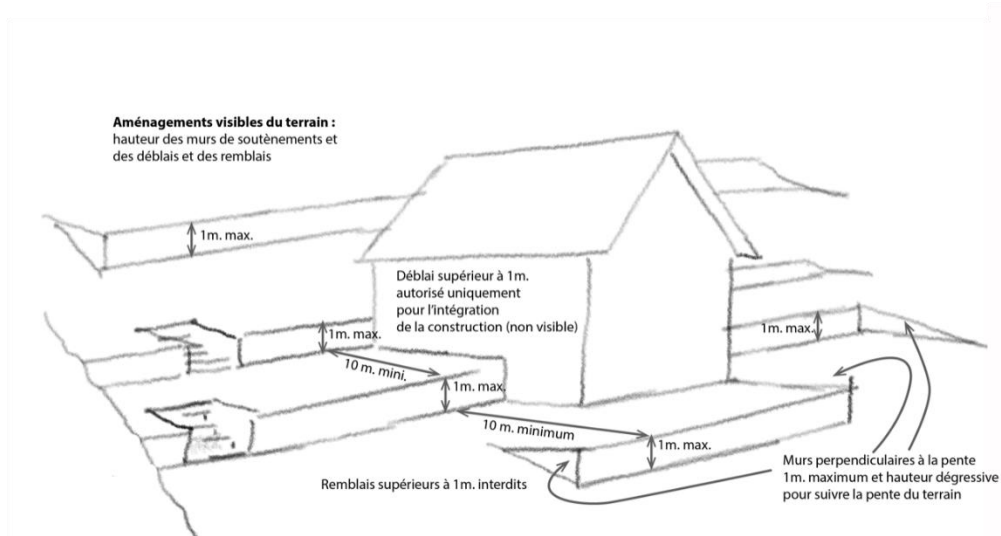 Aménagements visibles du terrain :
hauteur des murs de soutènements et
des déblais et des remblais
1m. max.
Déblai supérieur à 1m.
autorisé uniquement
pour l'intégration
de la construction (non visible)
1m. max.
1m. max.
10 m. mini.
1m. max.
10 m. minimum
1m. max.
Remblais supérieurs à 1m. interdits
Murs perpendiculaires à la pente
1m. maximum et hauteur dégressive
pour suivre la pente du terrain